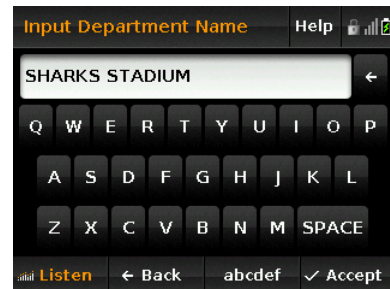 Input Department Name Help
SHARKS STADIUM ←
Q W E R T Y U I O P
A S D F G H J K L
Z X C V B N M SPACE
Listen ← Back abcdef ✓ Accept